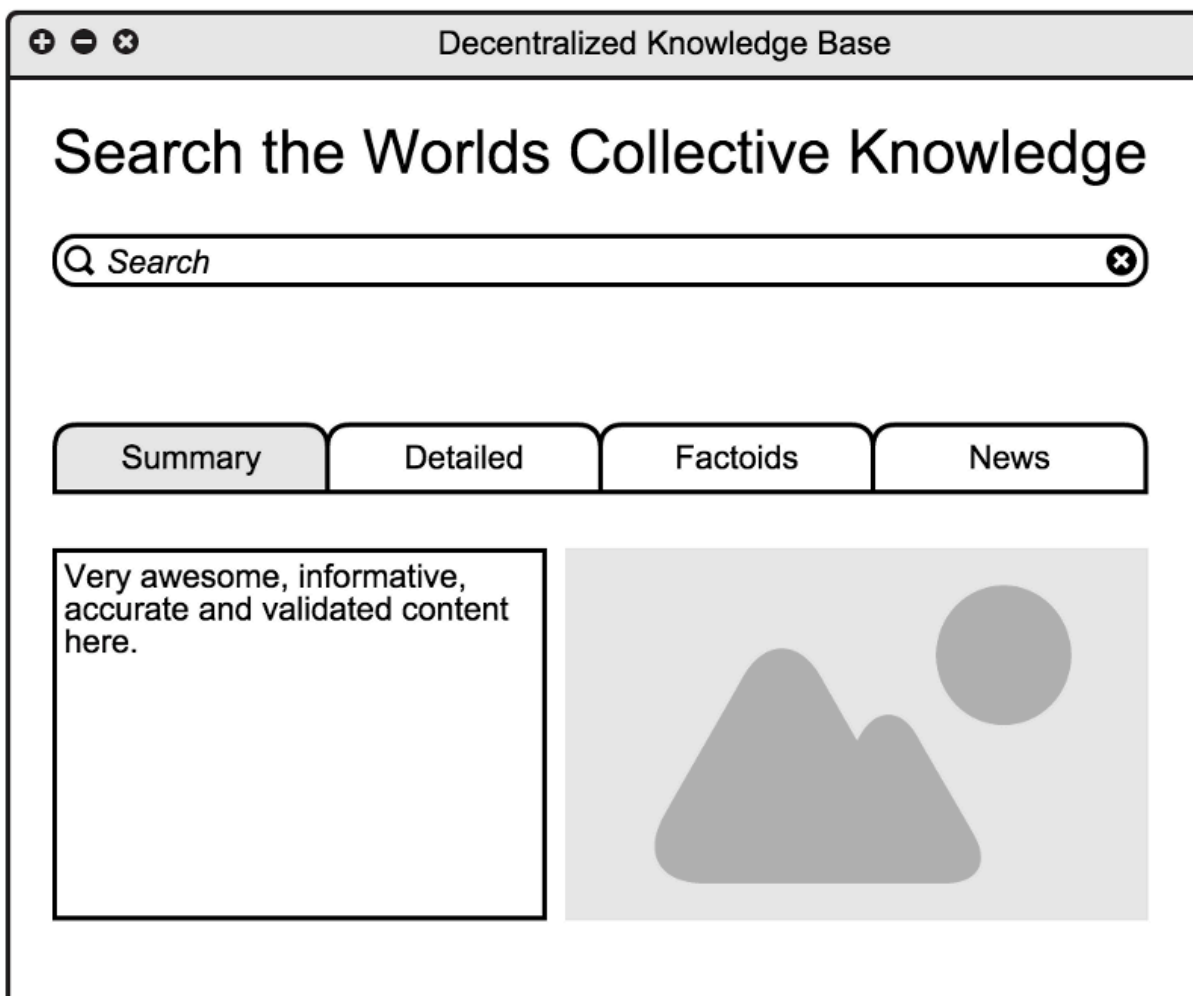 Decentralized Knowledge Base
Search the Worlds Collective Knowledge
Search
Summary
Detailed
Factoids
News
Very awesome, informative,
accurate and validated content
here.